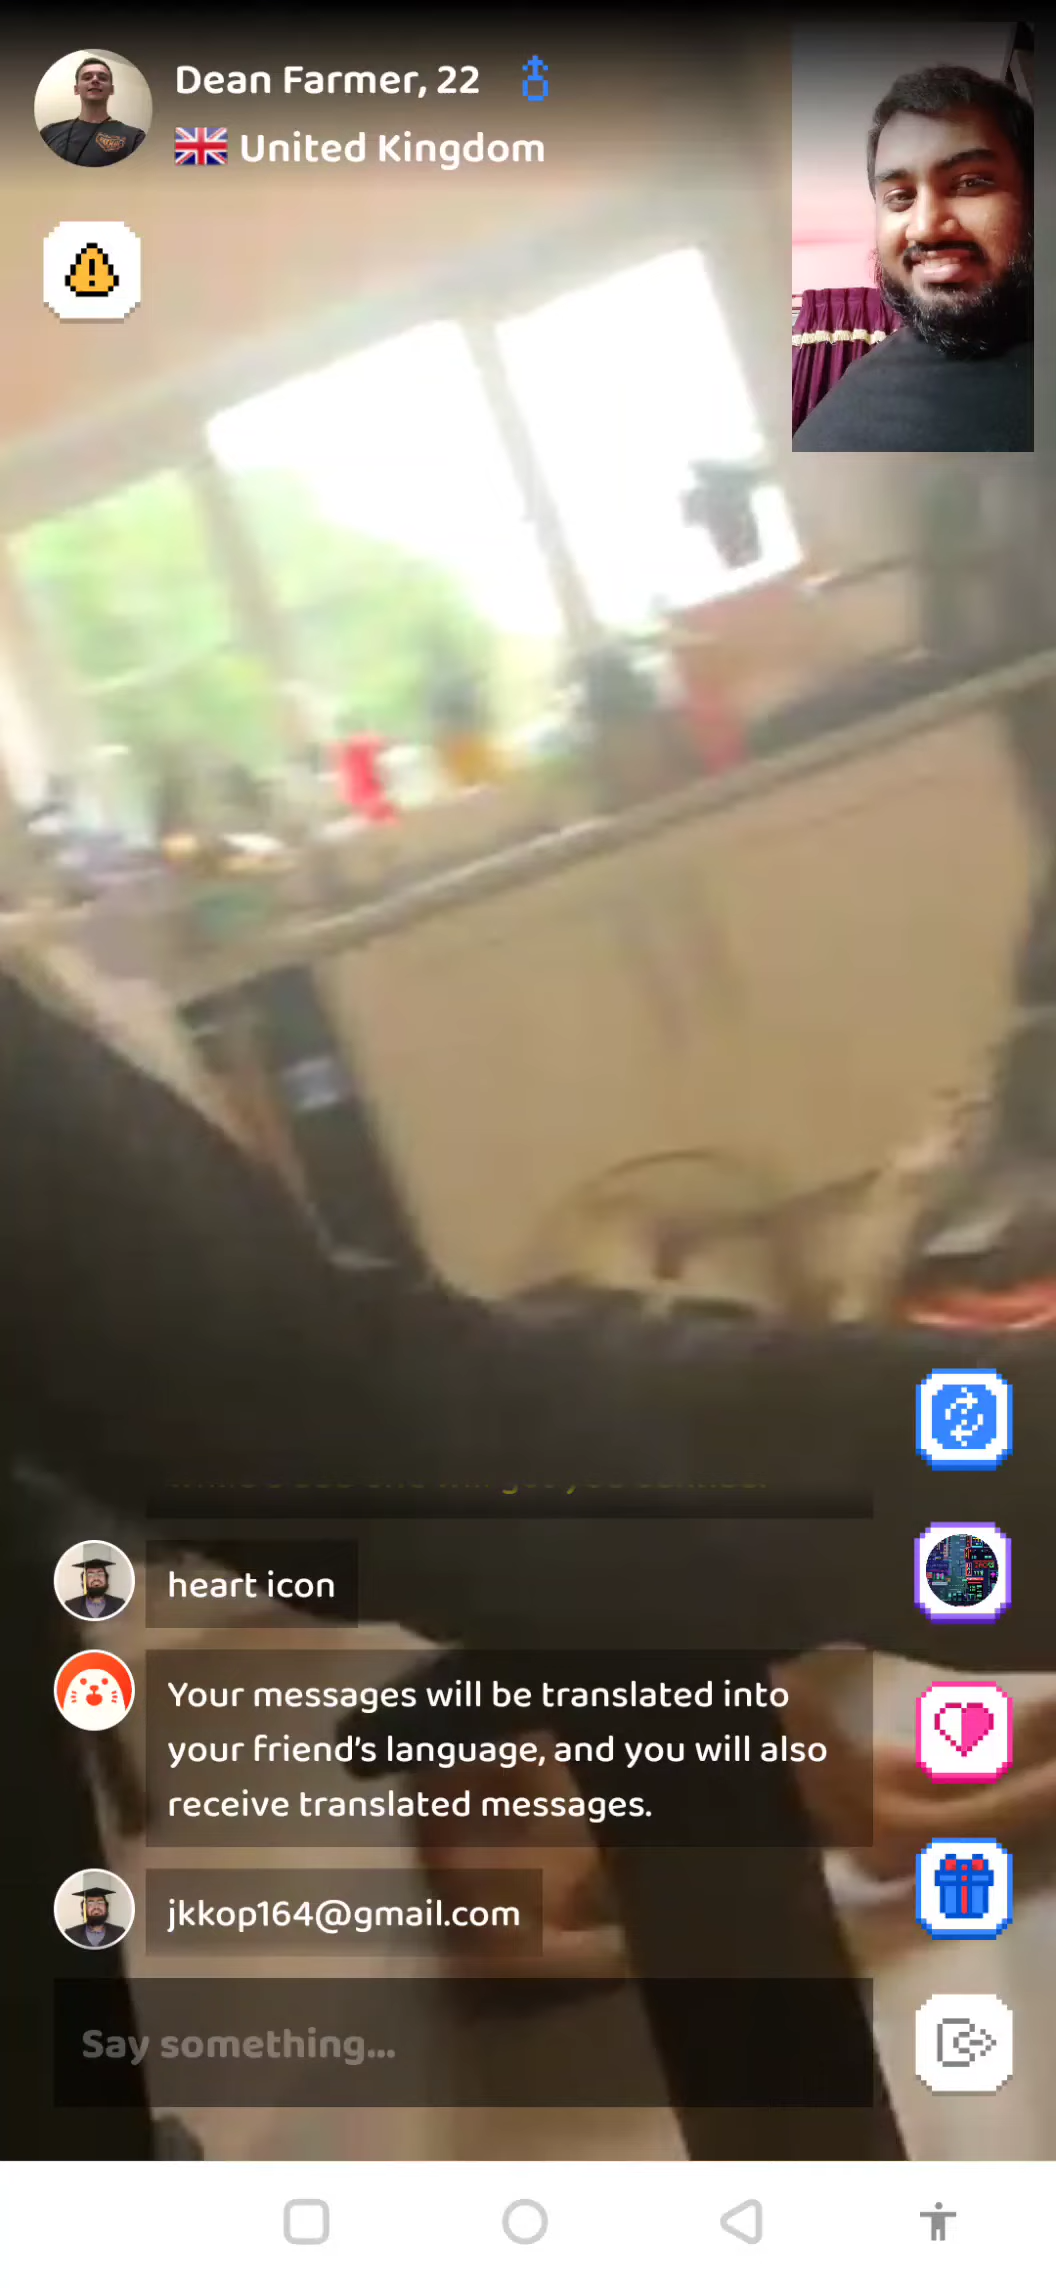 Dean Farmer, 22
United Kingdom
heart icon
Your messages will be translated into
your friend's language, and you will also
receive translated messages.
jkkop164@gmail.com
Say something...